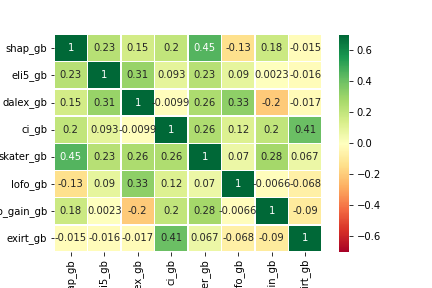 shap_gb 1 0.23 0.15 0.2 0.45 -0.13 0.18 -0.015
eli5_gb 0.23 1 0.31 0.093 0.23 0.09 0.0023 -0.016
dalex_gb 0.15 0.31 1 -0.0099 0.26 0.33 -0.2 -0.017
ci_gb 0.2 0.093 -0.0099 1 0.26 0.12 0.2 0.41
skater_gb 0.45 0.23 0.26 0.26 1 0.07 0.28 0.067
lofo_gb -0.13 0.09 0.33 0.12 0.07 1 -0.0066 -0.068
o_gain_gb 0.18 0.0023 -0.2 0.2 0.28 -0.0066 1 -0.09
exirt_gb -0.015 -0.016 -0.017 0.41 0.067 -0.068 -0.09 1
ap_gb li5_gb ex_gb ci_gb er_gb ofo_gb in_gb irt_gb
0.6
0.4
0.2
0.0
−0.2
−0.4
−0.6